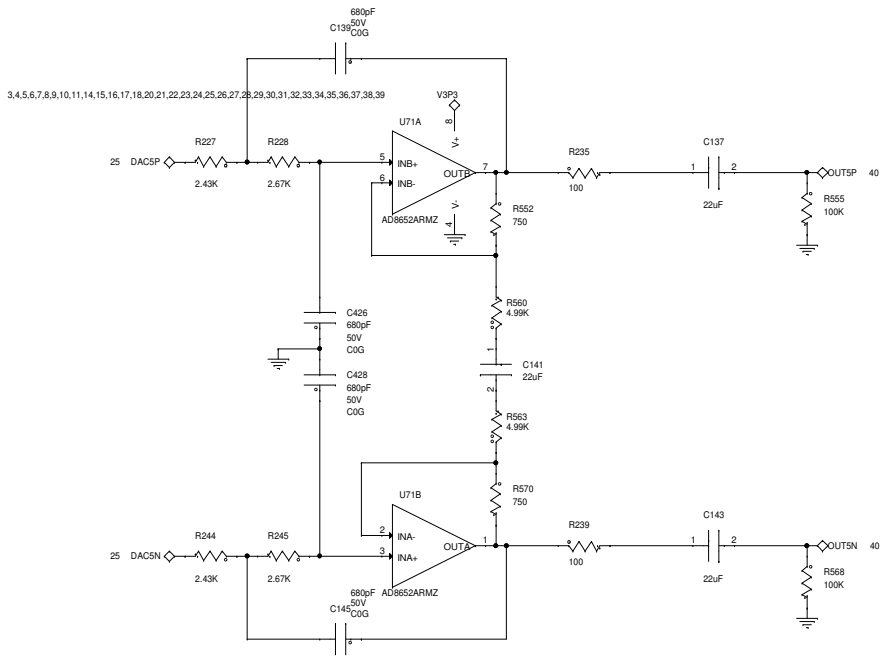 680pF
50V
C139
C0G
3,4,5,6,7,8,9,10,11,14,15,16,17,18,20,21,22,23,24,25,26,27,28,29,30,31,32,33,34,35,36,37,38,39
V3P3
8
U71A
V+
R227
R228
25 DAC5P
5
INB+
6
INB-
OUTB
7
R235
C137
1
2
OUT5P 40
2.43K
2.67K
100
22uF
V-
4
AD8652ARMZ
R552
750
R555
100K
R560
4.99K
C426
680pF
50V
C0G
1
C141
22uF
2
C428
680pF
50V
C0G
R563
4.99K
U71B
R570
750
R244
R245
2
INA-
3
INA+
OUTA
1
R239
C143
1
2
OUT5N 40
25 DAC5N
2.43K
2.67K
100
22uF
R568
100K
AD8652ARMZ
680pF
50V
C145
C0G